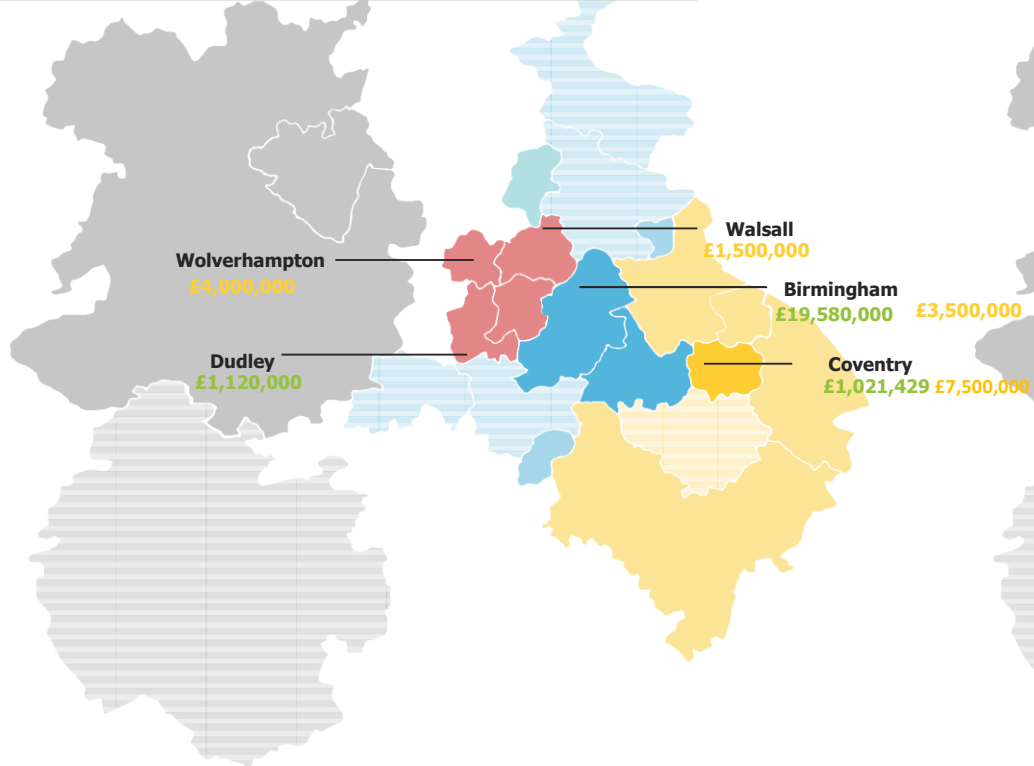 Walsall
£1,500,000
Wolverhampton
£4,000,000
Birmingham
£19,580,000 £3,500,000
Dudley
£1,120,000
Coventry
£1,021,429 £7,500,000